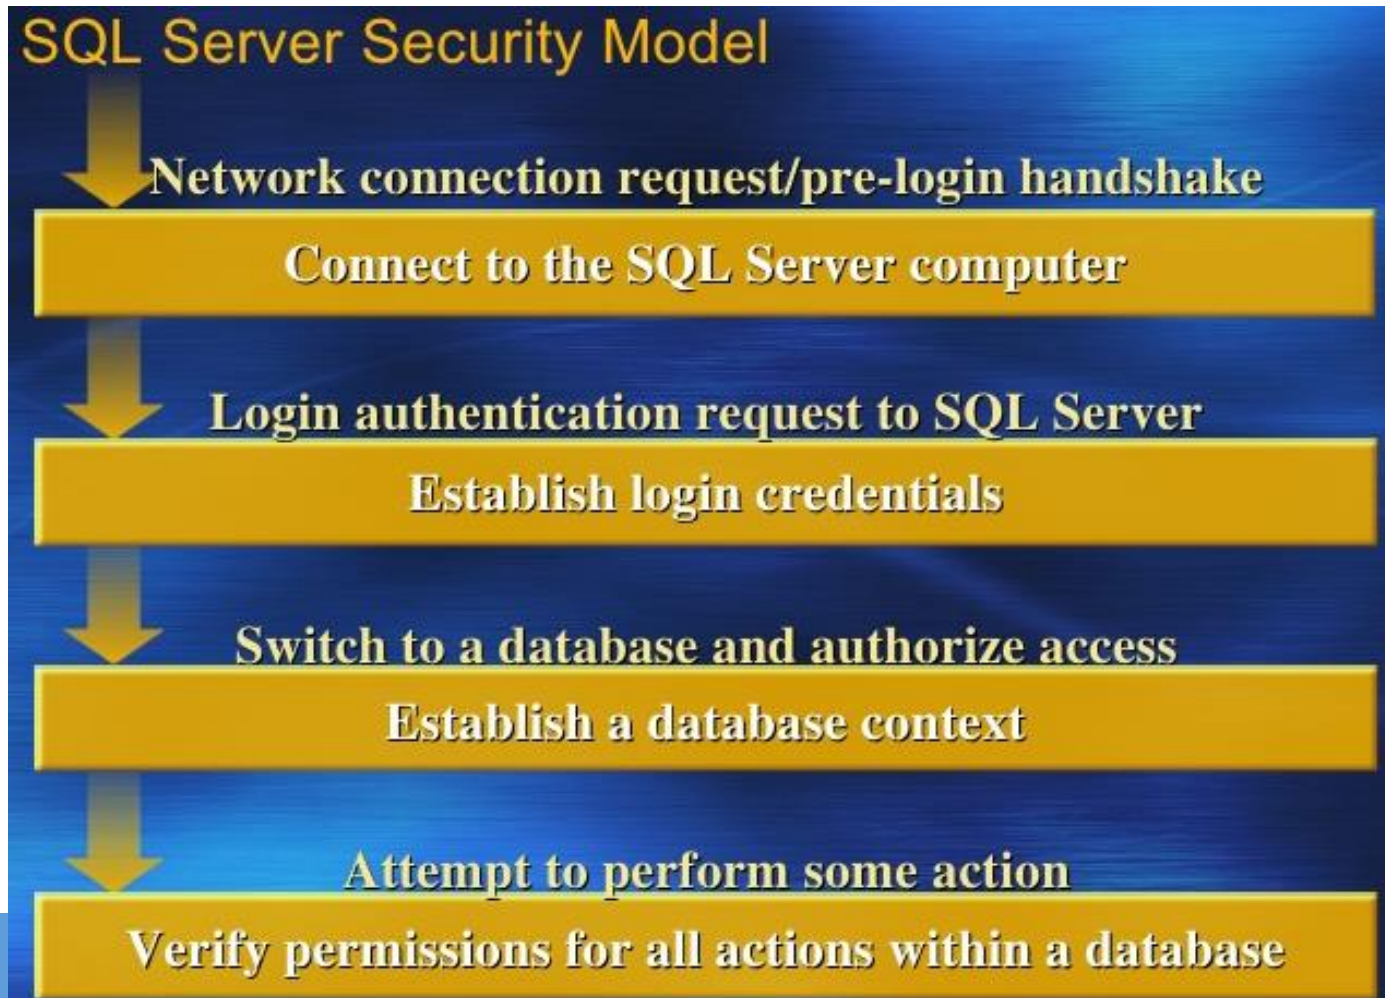 SQL Server Security Model
Network connection request/pre-login handshake
Connect to the SQL Server computer
Login authentication request to SQL Server
Establish login credentials
Switch to a database and authorize access
Establish a database context
Attempt to perform some action
Verify permissions for all actions within a database